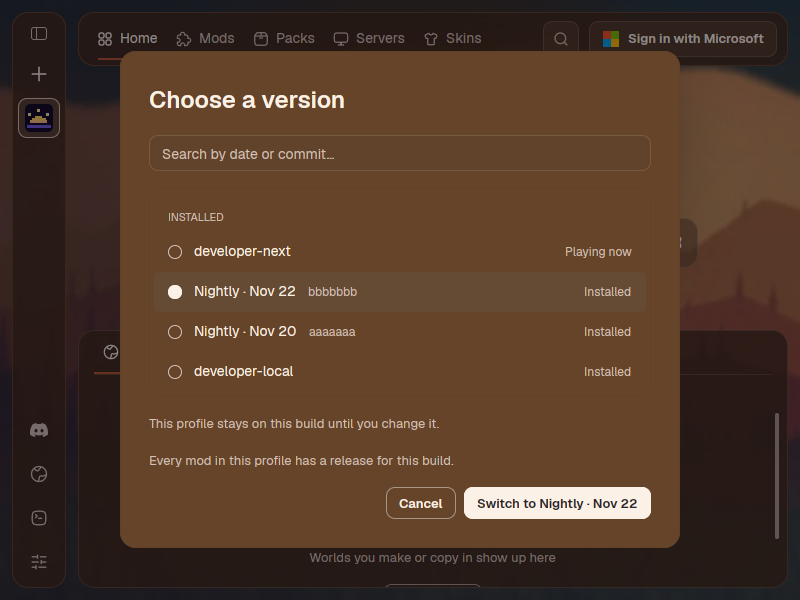 Home
Mods
Packs
Servers
Skins
Sign in with Microsoft
Choose a version
Search by date or commit…
INSTALLED
developer-next
Playing now
Nightly · Nov 22
bbbbbbb
Installed
Nightly · Nov 20
aaaaaaa
Installed
developer-local
Installed
This profile stays on this build until you change it.
Every mod in this profile has a release for this build.
Cancel
Switch to Nightly · Nov 22
Worlds you make or copy in show up here